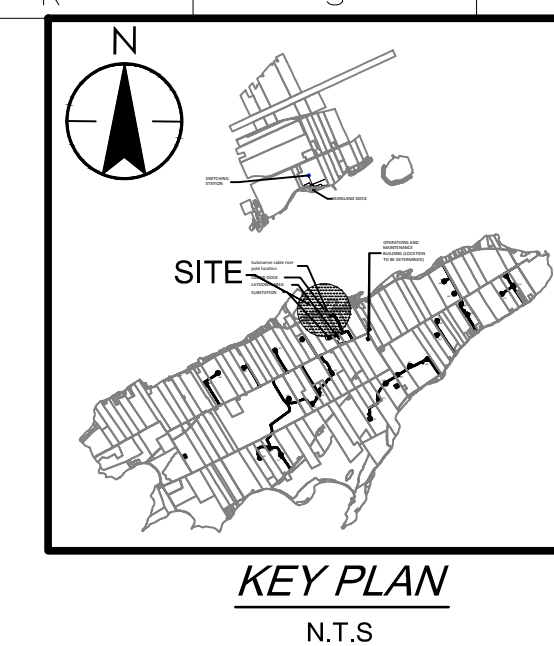 N
SWITCHING
STATION
MAINLAND DOCK
OPERATIONS AND
MAINTENANCE
BUILDING (LOCATION
TO BE DETERMINED)
SITE
Submarine cable riser
pole location
DOCK
LAYDOWN AREA
SUBSTATION
KEY PLAN
N.T.S